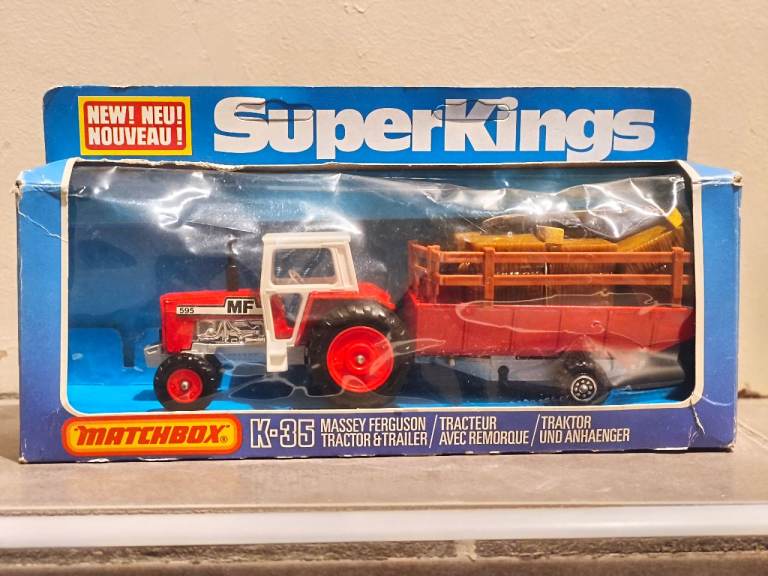 NEW! NEU!
NOUVEAU!
SuperKings
595 MF
MATCHBOX®
K-35
MASSEY FERGUSON
TRACTOR & TRAILER/
TRACTEUR
AVEC REMORQUE/
TRAKTOR
UND ANHAENGER